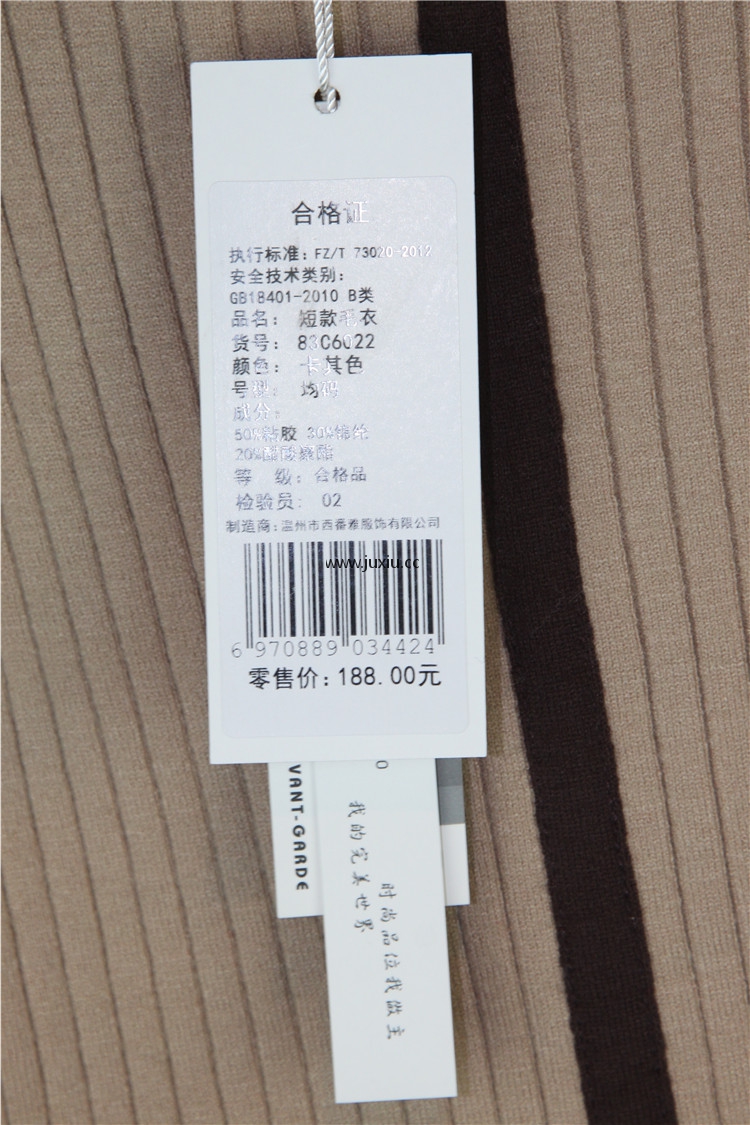 合格证
执行标准：FZ/T 73020-2012
安全技术类别：
GB18401-2010 B类
品名： 短款毛衣
货号： 83C6022
颜色： 卡其色
号型： 均码
成分：
50%粘胶 30%锦纶
20%醋酸聚酯
等 级：合格品
检验员： 02
制造商：温州市西番雅服饰有限公司
www.juxiu.cc
6 970889 034424
零售价：188.00元
VANT-GARDE
我的完美世界
时尚品位我做主